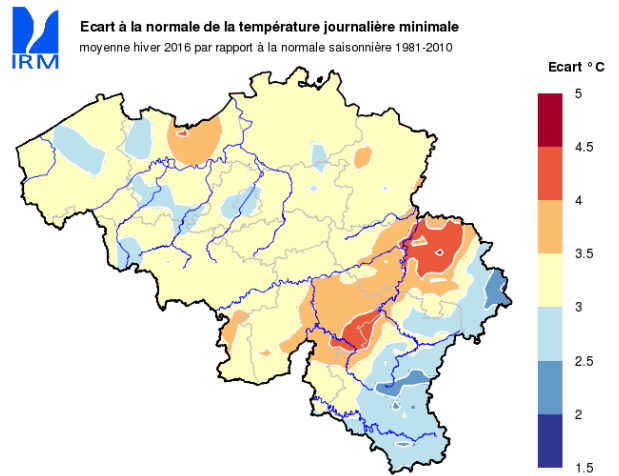 Ecart à la normale de la température journalière minimale
moyenne hiver 2016 par rapport à la normale saisonnière 1981-2010
IRM
Ecart ° C
5
4.5
4
3.5
3
2.5
2
1.5